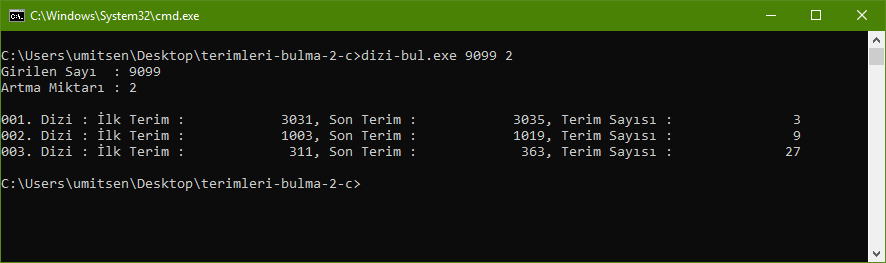 C:\Windows\System32\cmd.exe
C:\Users\umitsen\Desktop\terimleri-bulma-2-c>dizi-bul.exe 9099 2
Girilen Sayı  : 9099
Artma Miktarı : 2
001. Dizi : İlk Terim :            3031, Son Terim :            3035, Terim Sayısı :               3
002. Dizi : İlk Terim :            1003, Son Terim :            1019, Terim Sayısı :               9
003. Dizi : İlk Terim :             311, Son Terim :             363, Terim Sayısı :              27
C:\Users\umitsen\Desktop\terimleri-bulma-2-c>